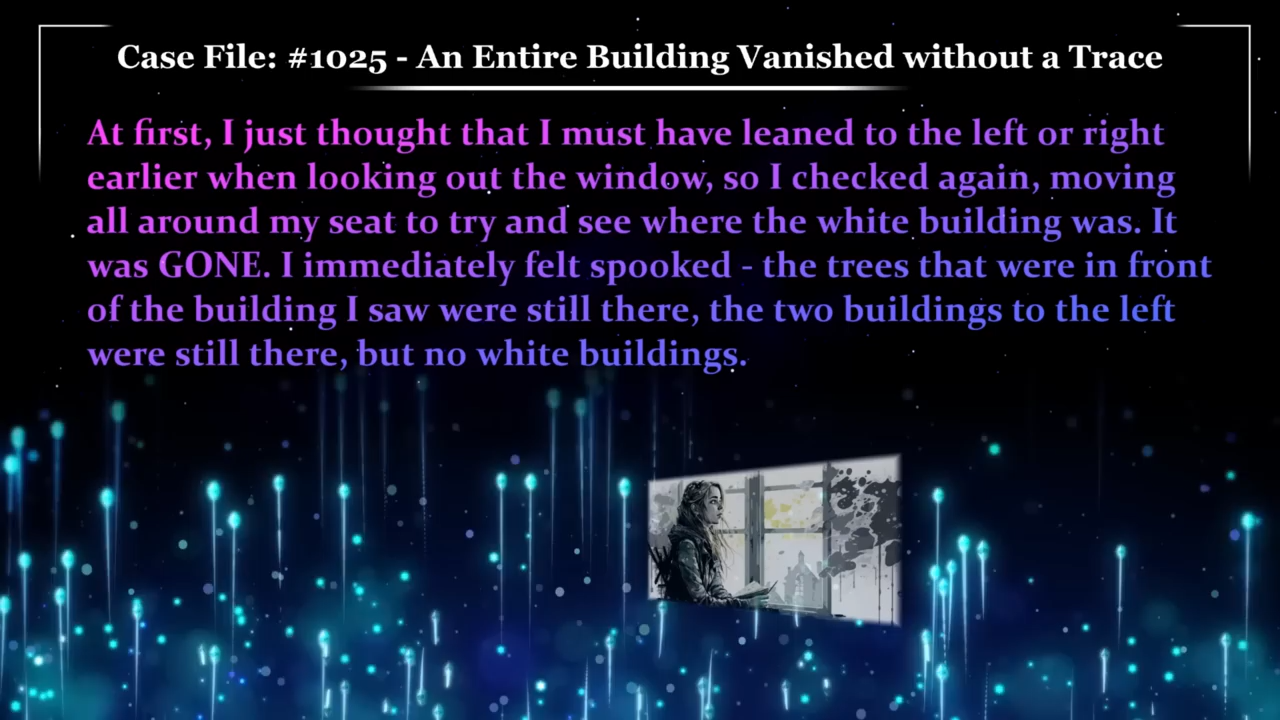 Case File: #1025 - An Entire Building Vanished without a Trace
At first, I just thought that I must have leaned to the left or right
earlier when looking out the window, so I checked again, moving
all around my seat to try and see where the white building was. It
was GONE. I immediately felt spooked - the trees that were in front
of the building I saw were still there, the two buildings to the left
were still there, but no white buildings.